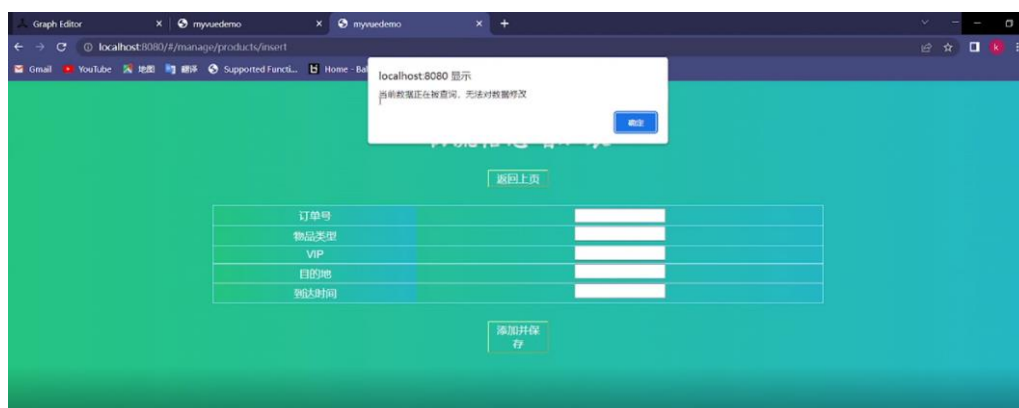 Graph Editor
myvuedemo
myvuedemo
localhost:8080/#/manage/products/insert
Gmail
YouTube
地图
翻译
Supported Functi...
Home - Bal
localhost:8080 显示
当前数据正在被查询，无法对数据修改
确定
返回上页
订单号
物品类型
VIP
目的地
到达时间
添加并保
存